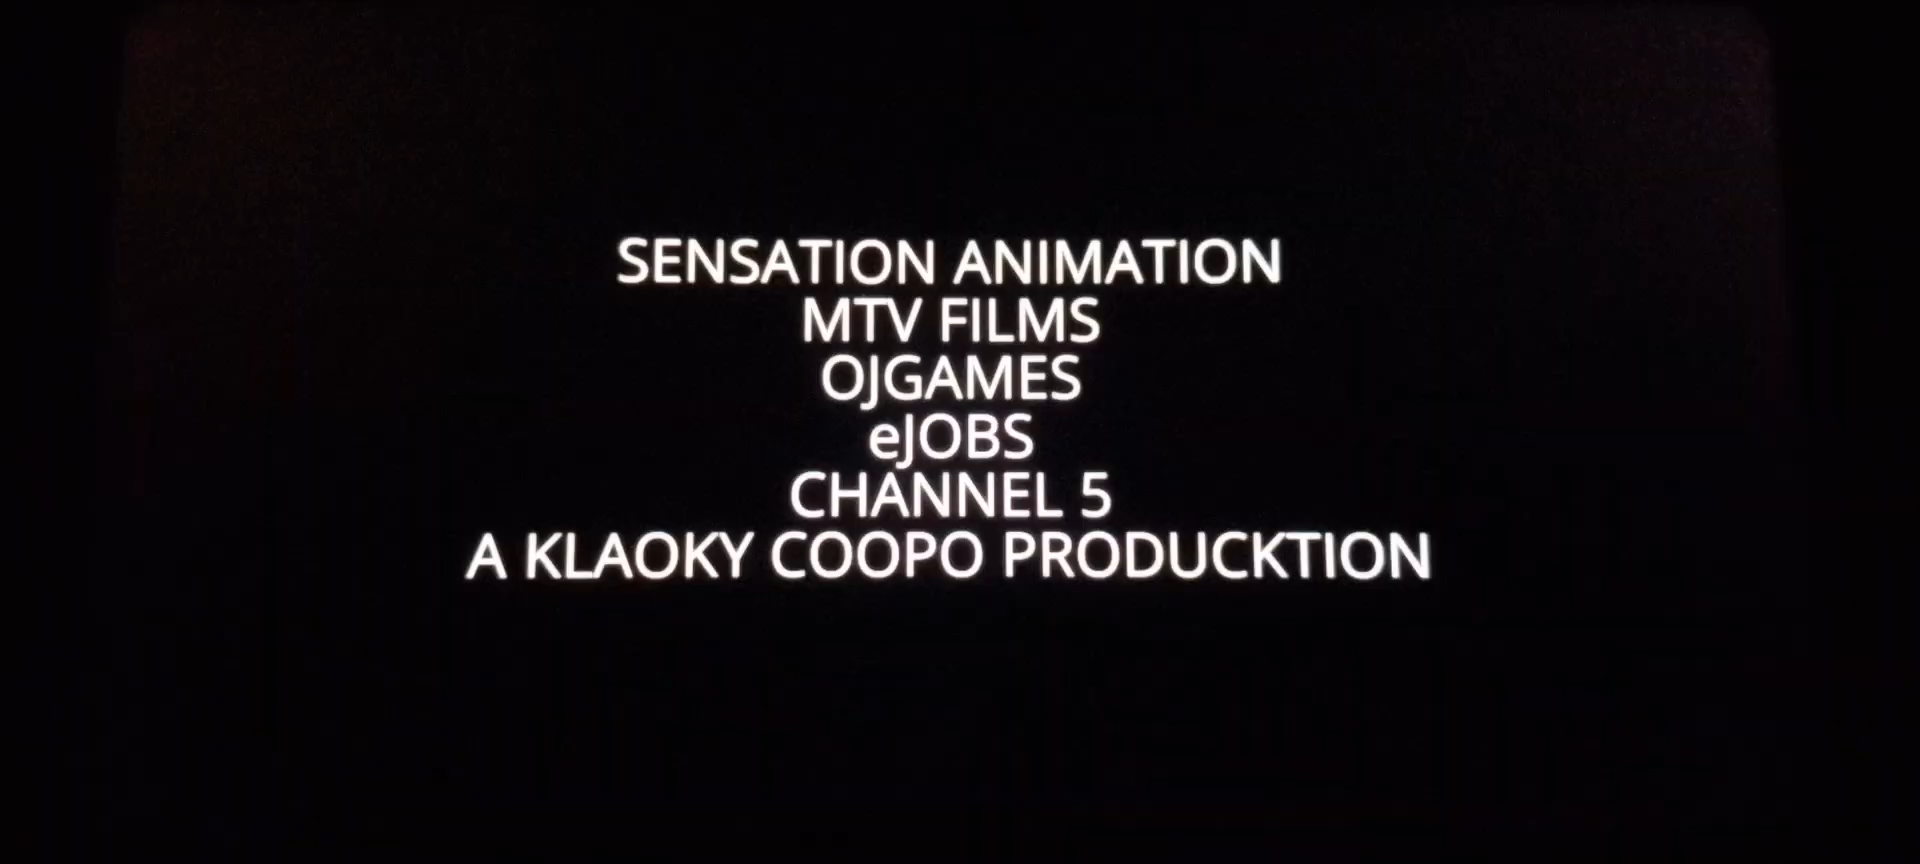 SENSATION ANIMATION
MTV FILMS
OJGAMES
eJOBS
CHANNEL 5
A KLAOKY COOPO PRODUCKTION